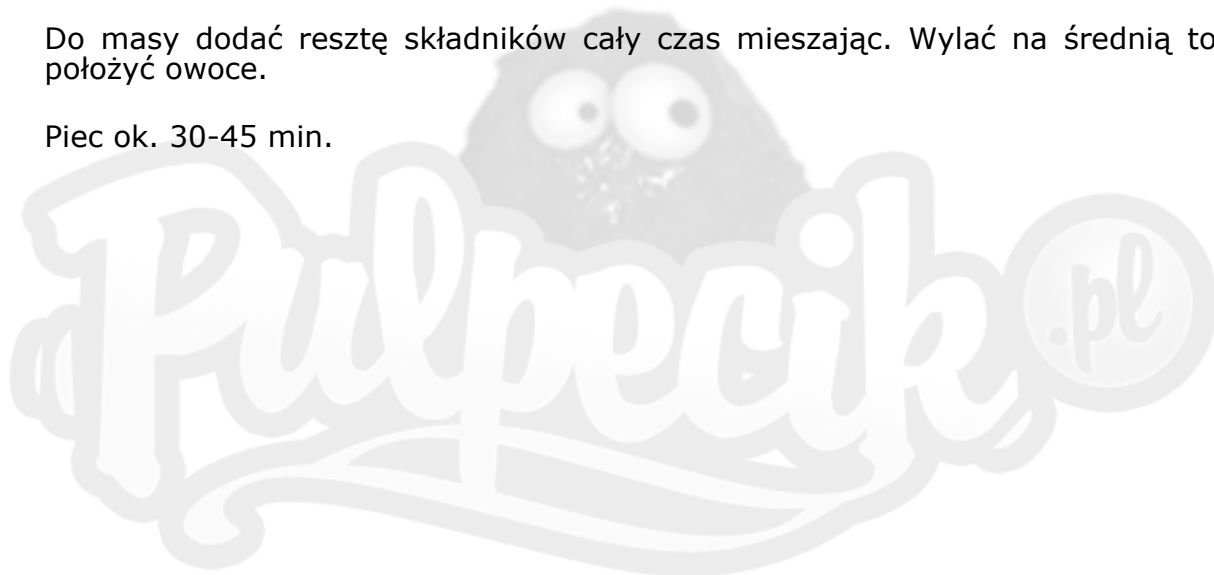 Do masy dodać resztę składników cały czas mieszając. Wylać na średnią
położyć owoce.
Piec ok. 30-45 min.
Pulpecik .pl